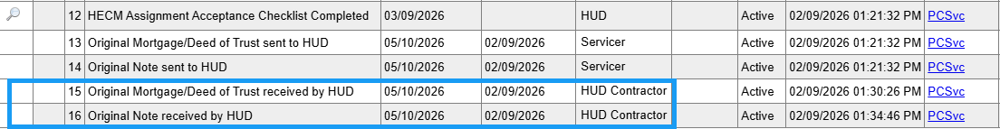 12 HECM Assignment Acceptance Checklist Completed 03/09/2026 HUD Active 02/09/2026 01:21:32 PM PCSvc
13 Original Mortgage/Deed of Trust sent to HUD 05/10/2026 02/09/2026 Servicer Active 02/09/2026 01:21:32 PM PCSvc
14 Original Note sent to HUD 05/10/2026 02/09/2026 Servicer Active 02/09/2026 01:21:32 PM PCSvc
15 Original Mortgage/Deed of Trust received by HUD 05/10/2026 02/09/2026 HUD Contractor Active 02/09/2026 01:30:26 PM PCSvc
16 Original Note received by HUD 05/10/2026 02/09/2026 HUD Contractor Active 02/09/2026 01:34:46 PM PCSvc